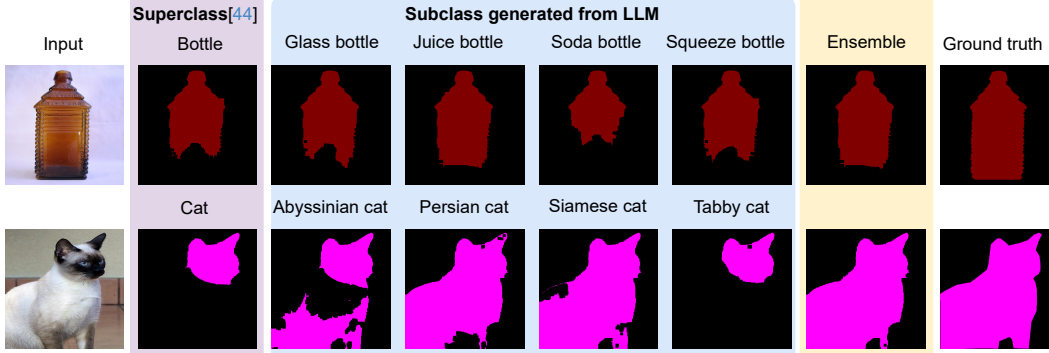 Superclass[44] Subclass generated from LLM
Input Bottle Glass bottle Juice bottle Soda bottle Squeeze bottle Ensemble Ground truth
Cat Abyssinian cat Persian cat Siamese cat Tabby cat